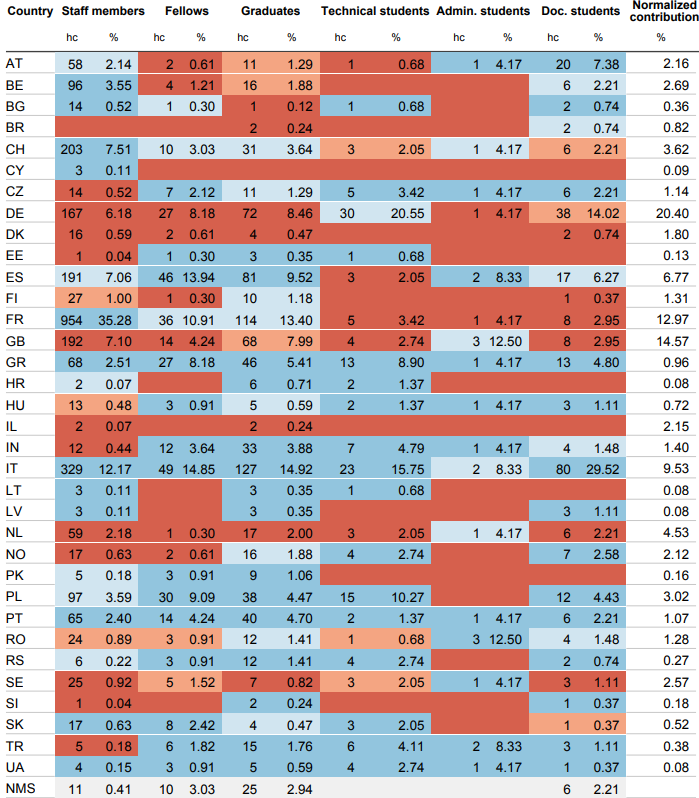 Country Staff members Fellows Graduates Technical students Admin. students Doc. students Normalized contribution
hc % hc % hc % hc % hc % hc % %
AT 58 2.14 2 0.61 11 1.29 1 0.68 1 4.17 20 7.38 2.16
BE 96 3.55 4 1.21 16 1.88 6 2.21 2.69
BG 14 0.52 1 0.30 1 0.12 1 0.68 2 0.74 0.36
BR 2 0.24 2 0.74 0.82
CH 203 7.51 10 3.03 31 3.64 3 2.05 1 4.17 6 2.21 3.62
CY 3 0.11 0.09
CZ 14 0.52 7 2.12 11 1.29 5 3.42 1 4.17 6 2.21 1.14
DE 167 6.18 27 8.18 72 8.46 30 20.55 1 4.17 38 14.02 20.40
DK 16 0.59 2 0.61 4 0.47 2 0.74 1.80
EE 1 0.04 1 0.30 3 0.35 1 0.68 0.13
ES 191 7.06 46 13.94 81 9.52 3 2.05 2 8.33 17 6.27 6.77
FI 27 1.00 1 0.30 10 1.18 1 0.37 1.31
FR 954 35.28 36 10.91 114 13.40 5 3.42 1 4.17 8 2.95 12.97
GB 192 7.10 14 4.24 68 7.99 4 2.74 3 12.50 8 2.95 14.57
GR 68 2.51 27 8.18 46 5.41 13 8.90 1 4.17 13 4.80 0.96
HR 2 0.07 6 0.71 2 1.37 0.08
HU 13 0.48 3 0.91 5 0.59 2 1.37 1 4.17 3 1.11 0.72
IL 2 0.07 2 0.24 2.15
IN 12 0.44 12 3.64 33 3.88 7 4.79 1 4.17 4 1.48 1.40
IT 329 12.17 49 14.85 127 14.92 23 15.75 2 8.33 80 29.52 9.53
LT 3 0.11 3 0.35 1 0.68 0.08
LV 3 0.11 3 0.35 3 1.11 0.08
NL 59 2.18 1 0.30 17 2.00 3 2.05 1 4.17 6 2.21 4.53
NO 17 0.63 2 0.61 16 1.88 4 2.74 7 2.58 2.12
PK 5 0.18 3 0.91 9 1.06 0.16
PL 97 3.59 30 9.09 38 4.47 15 10.27 12 4.43 3.02
PT 65 2.40 14 4.24 40 4.70 2 1.37 1 4.17 6 2.21 1.07
RO 24 0.89 3 0.91 12 1.41 1 0.68 3 12.50 4 1.48 1.28
RS 6 0.22 3 0.91 12 1.41 4 2.74 2 0.74 0.27
SE 25 0.92 5 1.52 7 0.82 3 2.05 1 4.17 3 1.11 2.57
SI 1 0.04 2 0.24 1 0.37 0.18
SK 17 0.63 8 2.42 4 0.47 3 2.05 1 0.37 0.52
TR 5 0.18 6 1.82 15 1.76 6 4.11 2 8.33 3 1.11 0.38
UA 4 0.15 3 0.91 5 0.59 4 2.74 1 4.17 1 0.37 0.08
NMS 11 0.41 10 3.03 25 2.94 6 2.21